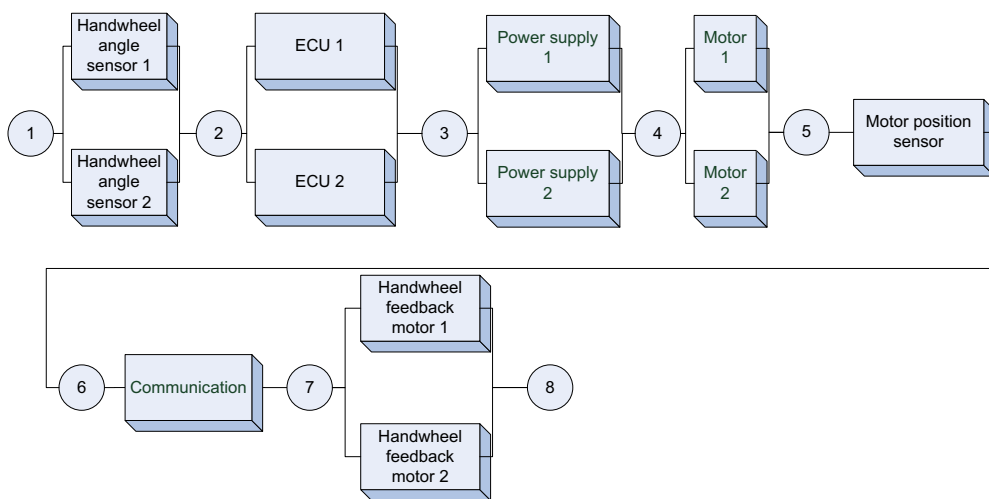 Handwheel
angle
sensor 1
ECU 1
Power supply
1
Motor
1
1
2
3
4
5
Motor position
sensor
Handwheel
angle
sensor 2
ECU 2
Power supply
2
Motor
2
Handwheel
feedback
motor 1
6
Communication
7
8
Handwheel
feedback
motor 2